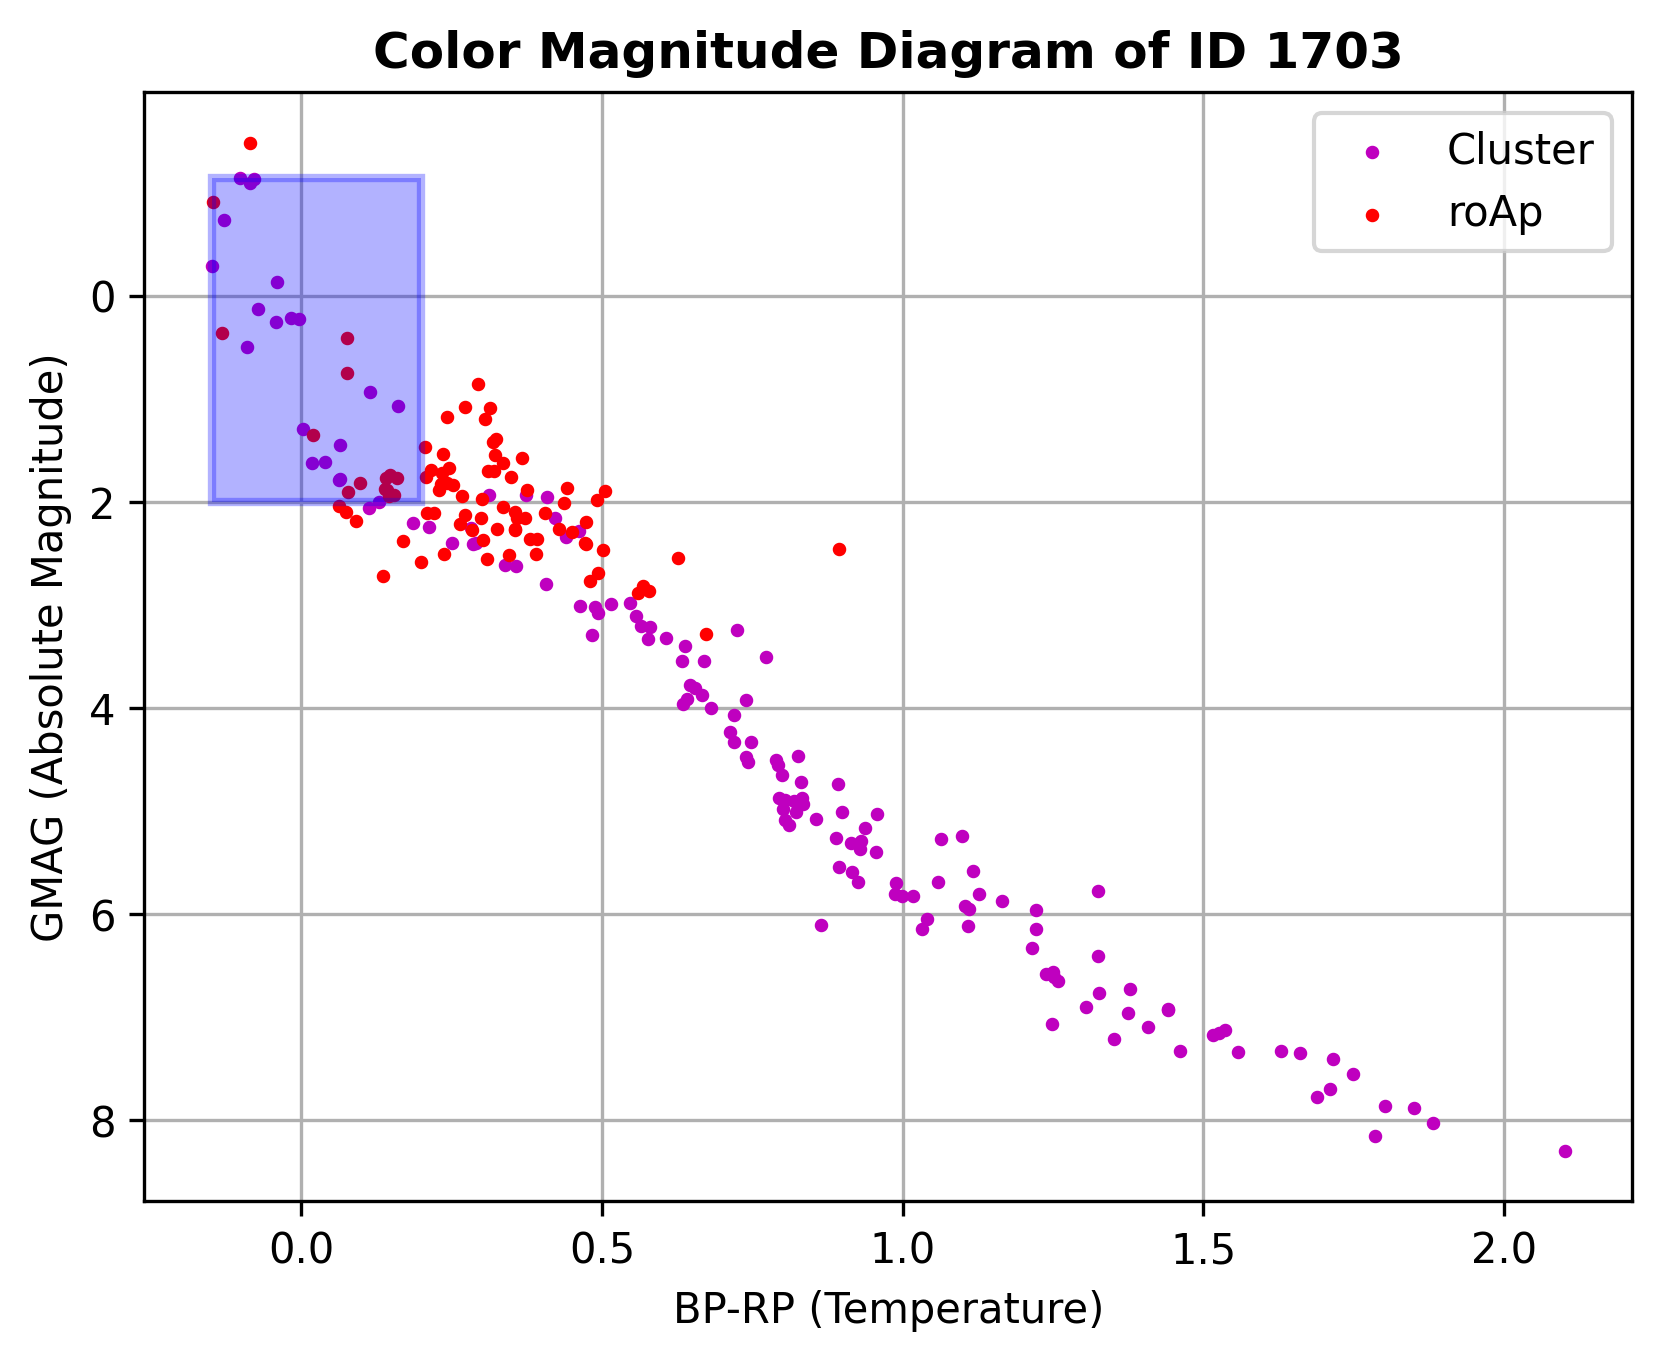 Color Magnitude Diagram of ID 1703
Cluster
roAp
GMAG (Absolute Magnitude)
0
2
4
6
8
0.0 0.5 1.0 1.5 2.0
BP-RP (Temperature)